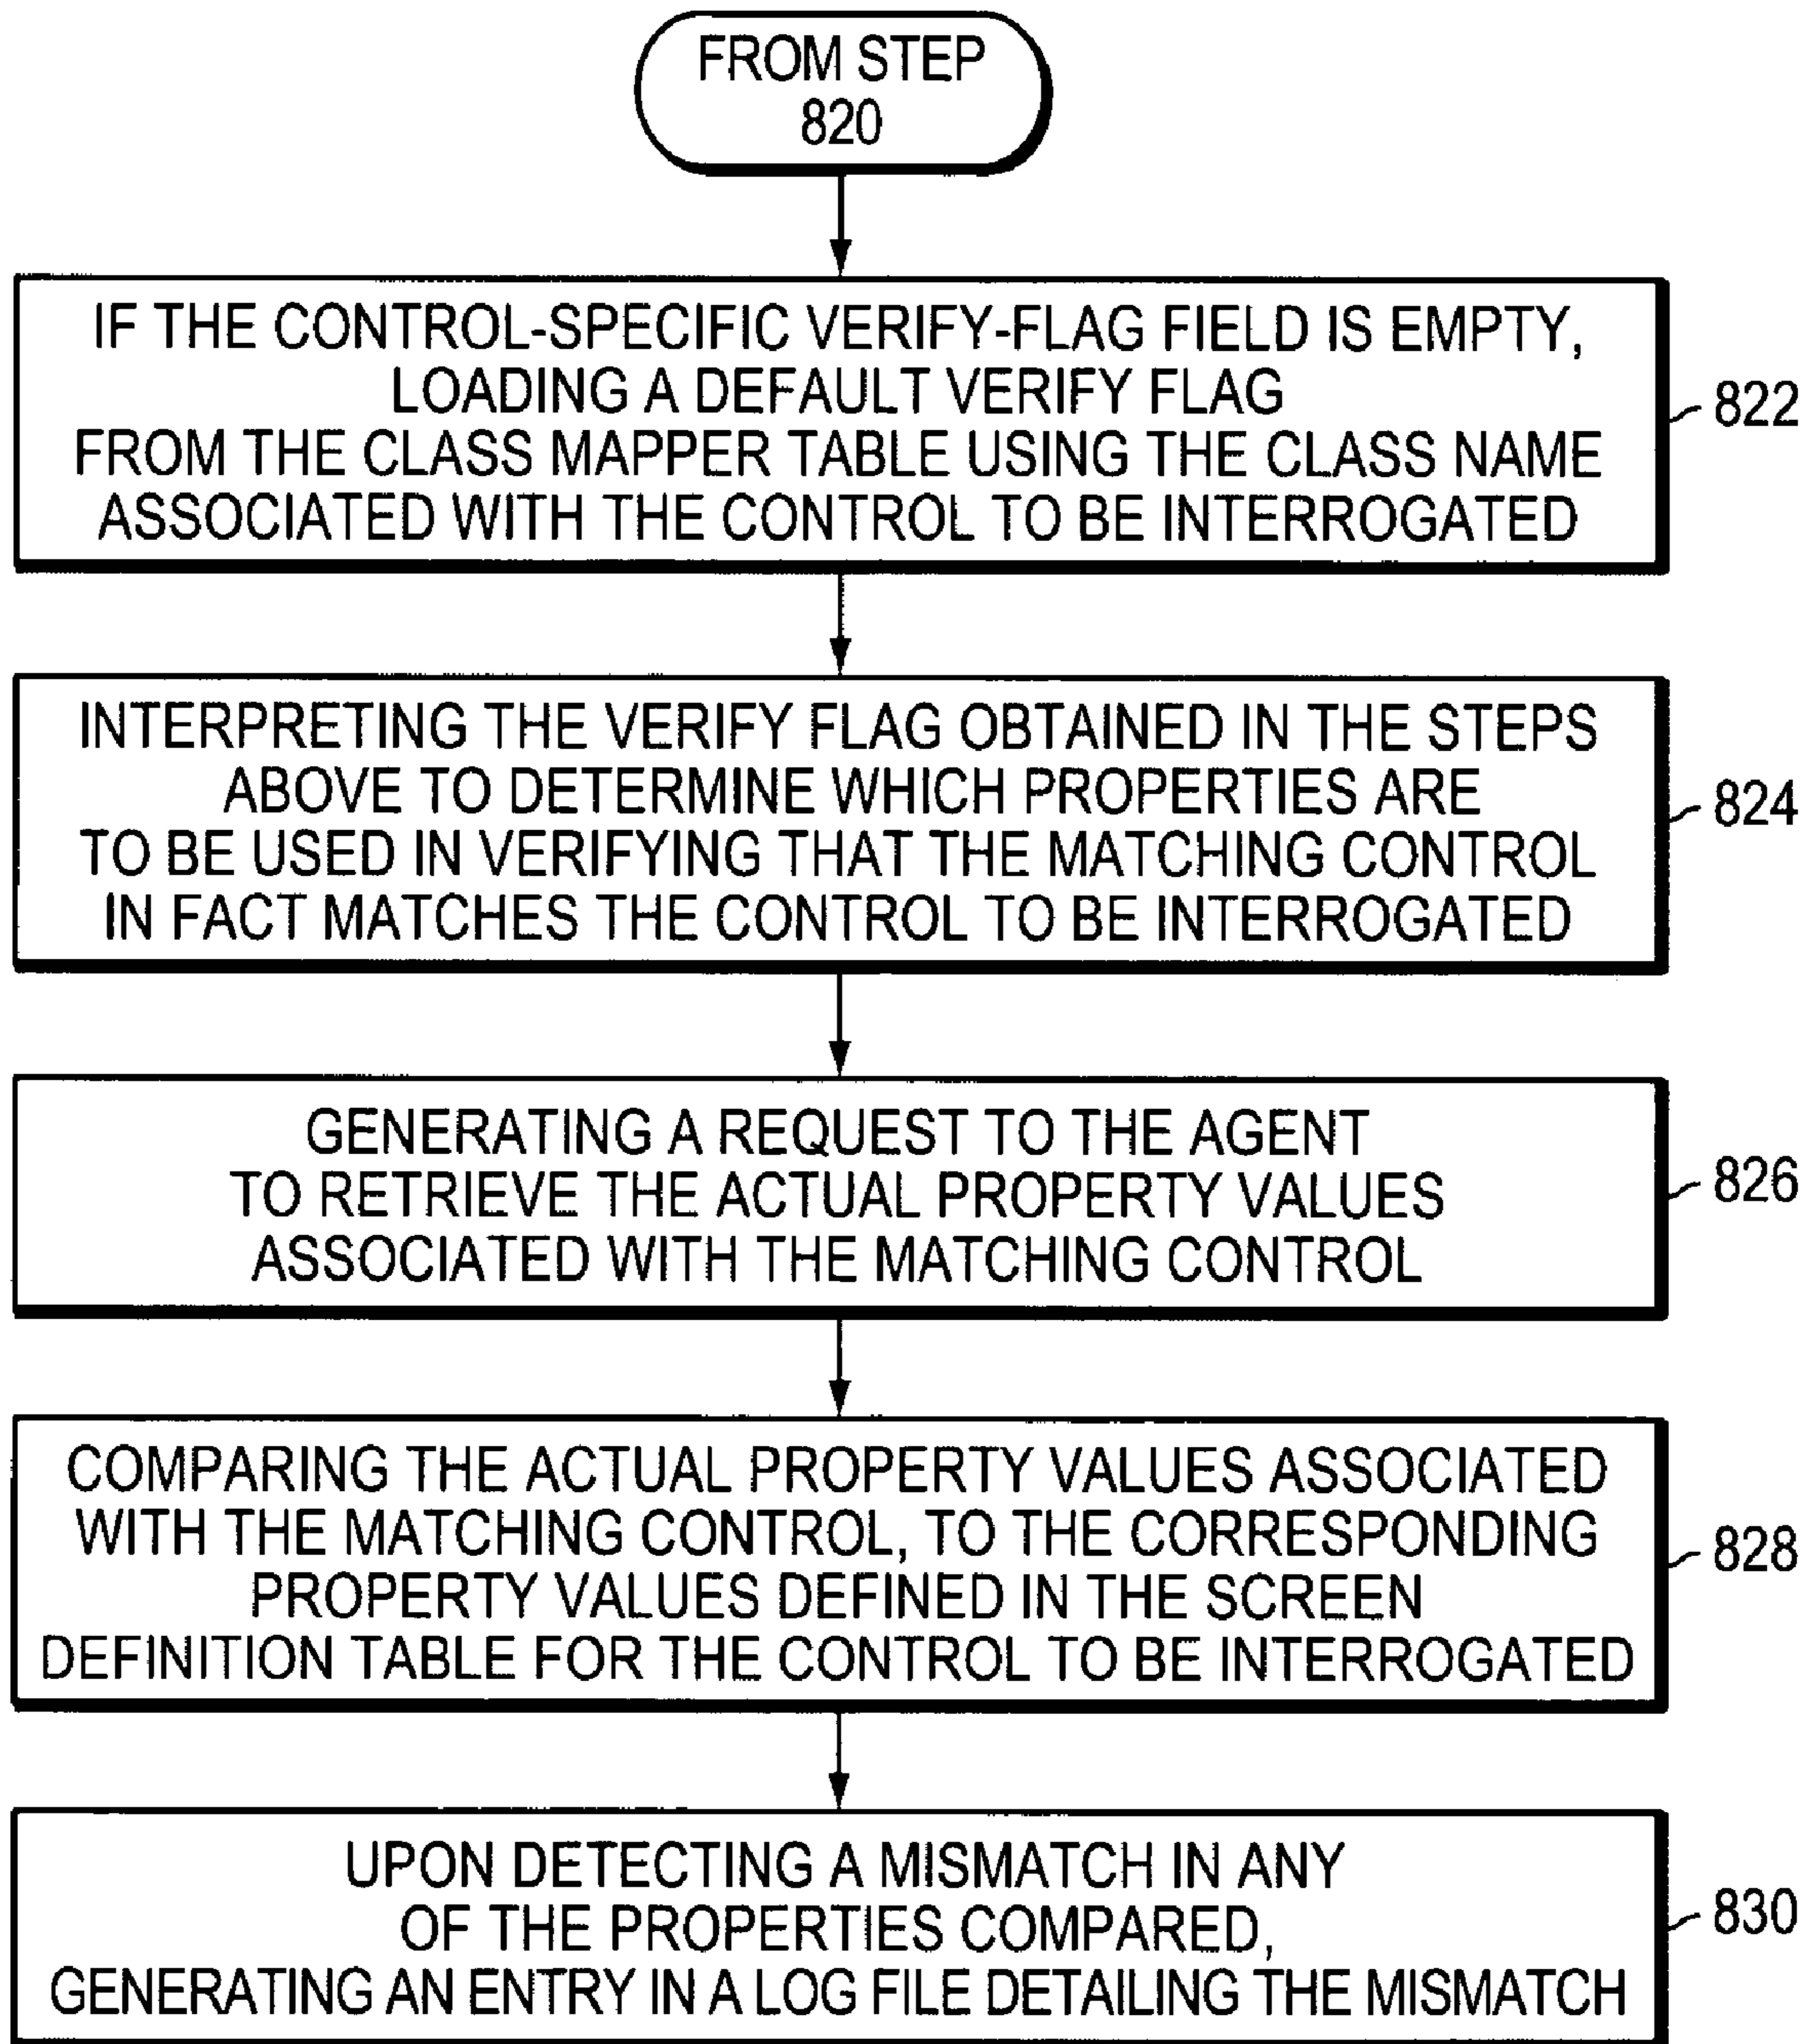 FROM STEP
820
IF THE CONTROL-SPECIFIC VERIFY-FLAG FIELD IS EMPTY,
LOADING A DEFAULT VERIFY FLAG
FROM THE CLASS MAPPER TABLE USING THE CLASS NAME
ASSOCIATED WITH THE CONTROL TO BE INTERROGATED
822
INTERPRETING THE VERIFY FLAG OBTAINED IN THE STEPS
ABOVE TO DETERMINE WHICH PROPERTIES ARE
TO BE USED IN VERIFYING THAT THE MATCHING CONTROL
IN FACT MATCHES THE CONTROL TO BE INTERROGATED
824
GENERATING A REQUEST TO THE AGENT
TO RETRIEVE THE ACTUAL PROPERTY VALUES
ASSOCIATED WITH THE MATCHING CONTROL
826
COMPARING THE ACTUAL PROPERTY VALUES ASSOCIATED
WITH THE MATCHING CONTROL, TO THE CORRESPONDING
PROPERTY VALUES DEFINED IN THE SCREEN
DEFINITION TABLE FOR THE CONTROL TO BE INTERROGATED
828
UPON DETECTING A MISMATCH IN ANY
OF THE PROPERTIES COMPARED,
GENERATING AN ENTRY IN A LOG FILE DETAILING THE MISMATCH
830